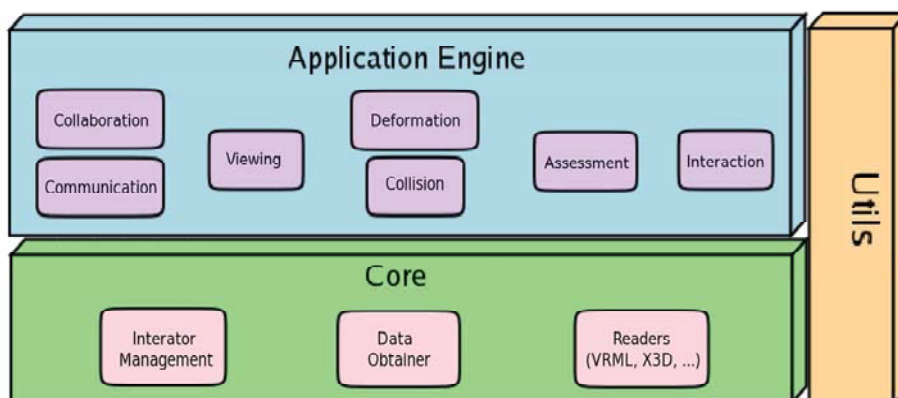 Application Engine
Collaboration
Communication
Viewing
Deformation
Collision
Assessment
Interaction
Utils
Core
Interator
Management
Data
Obtainer
Readers
(VRML, X3D, ...)